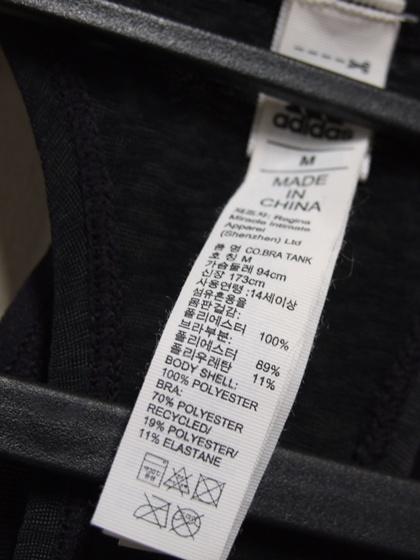 adidas
M
MADE
IN
CHINA
제조자: Regina
Miracle Intimate
Apparel
(Shenzhen) Ltd
품 명 CO.BRA TANK
호 칭 M
가슴둘레 94cm
신장 173cm
사용연령 :14세이상
섬유혼용율
몸판겉감:
폴리에스터 100%
브라부분:
폴리에스터 89%
폴리우레탄 11%
BODY SHELL:
100% POLYESTER
BRA:
70% POLYESTER
RECYCLED/
19% POLYESTER/
11% ELASTANE